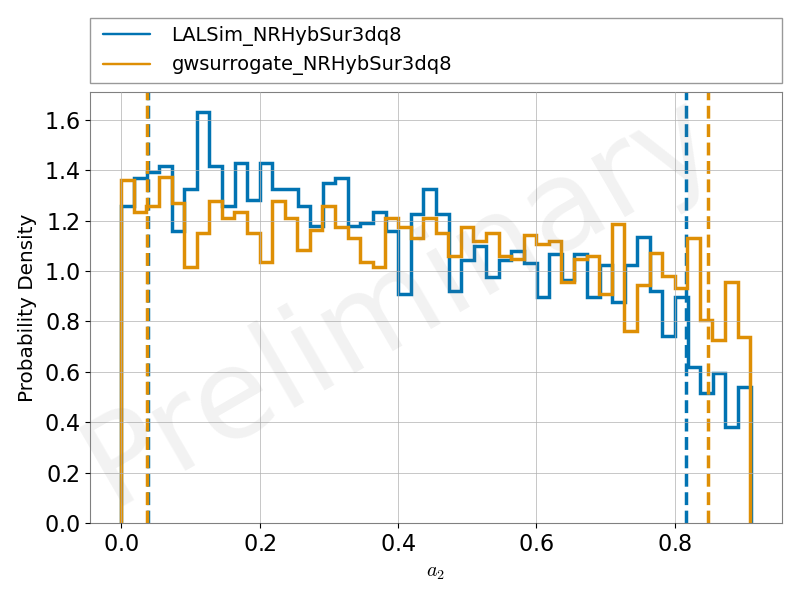 LALSim_NRHybSur3dq8
gwsurrogate_NRHybSur3dq8
1.6
1.4
1.2
1.0
0.8
0.6
0.4
0.2
0.0
Probability Density
Preliminary
0.0 0.2 0.4 0.6 0.8
a₂